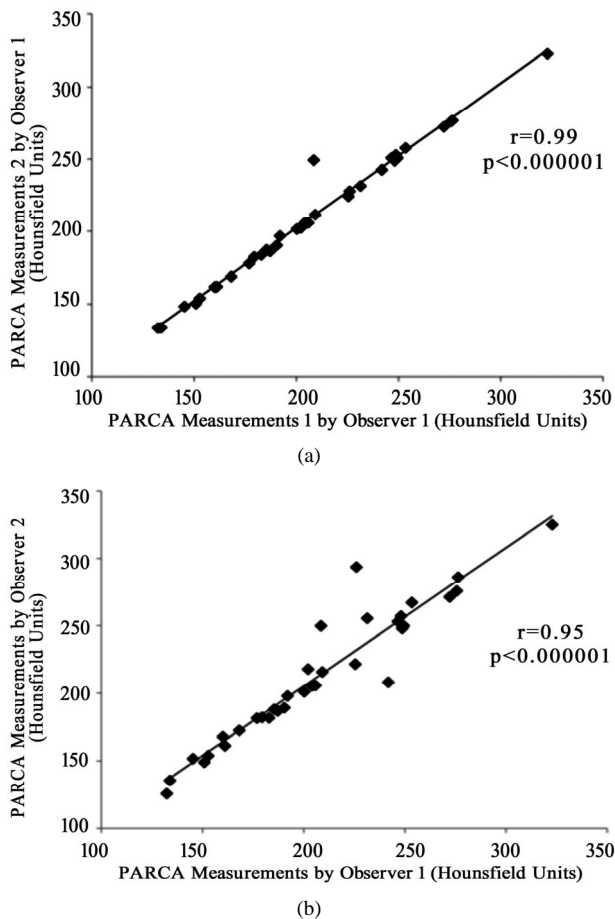 350
300
250
200
150
100
PARCA Measurements 2 by Observer 1
(Hounsfield Units)
r=0.99
p<0.000001
100 150 200 250 300 350
PARCA Measurements 1 by Observer 1 (Hounsfield Units)
(a)
350
300
250
200
150
100
PARCA Measurements by Observer 2
(Hounsfield Units)
r=0.95
p<0.000001
100 150 200 250 300 350
PARCA Measurements by Observer 1 (Hounsfield Units)
(b)